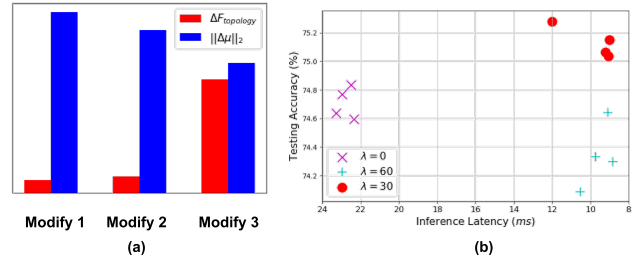 ΔF_topology
||Δμ||₂
Modify 1 Modify 2 Modify 3
(a)
Testing Accuracy (%)
75.2
75.0
74.8
74.6
74.4
74.2
λ = 0
λ = 60
λ = 30
24 22 20 18 16 14 12 10 8
Inference Latency (ms)
(b)